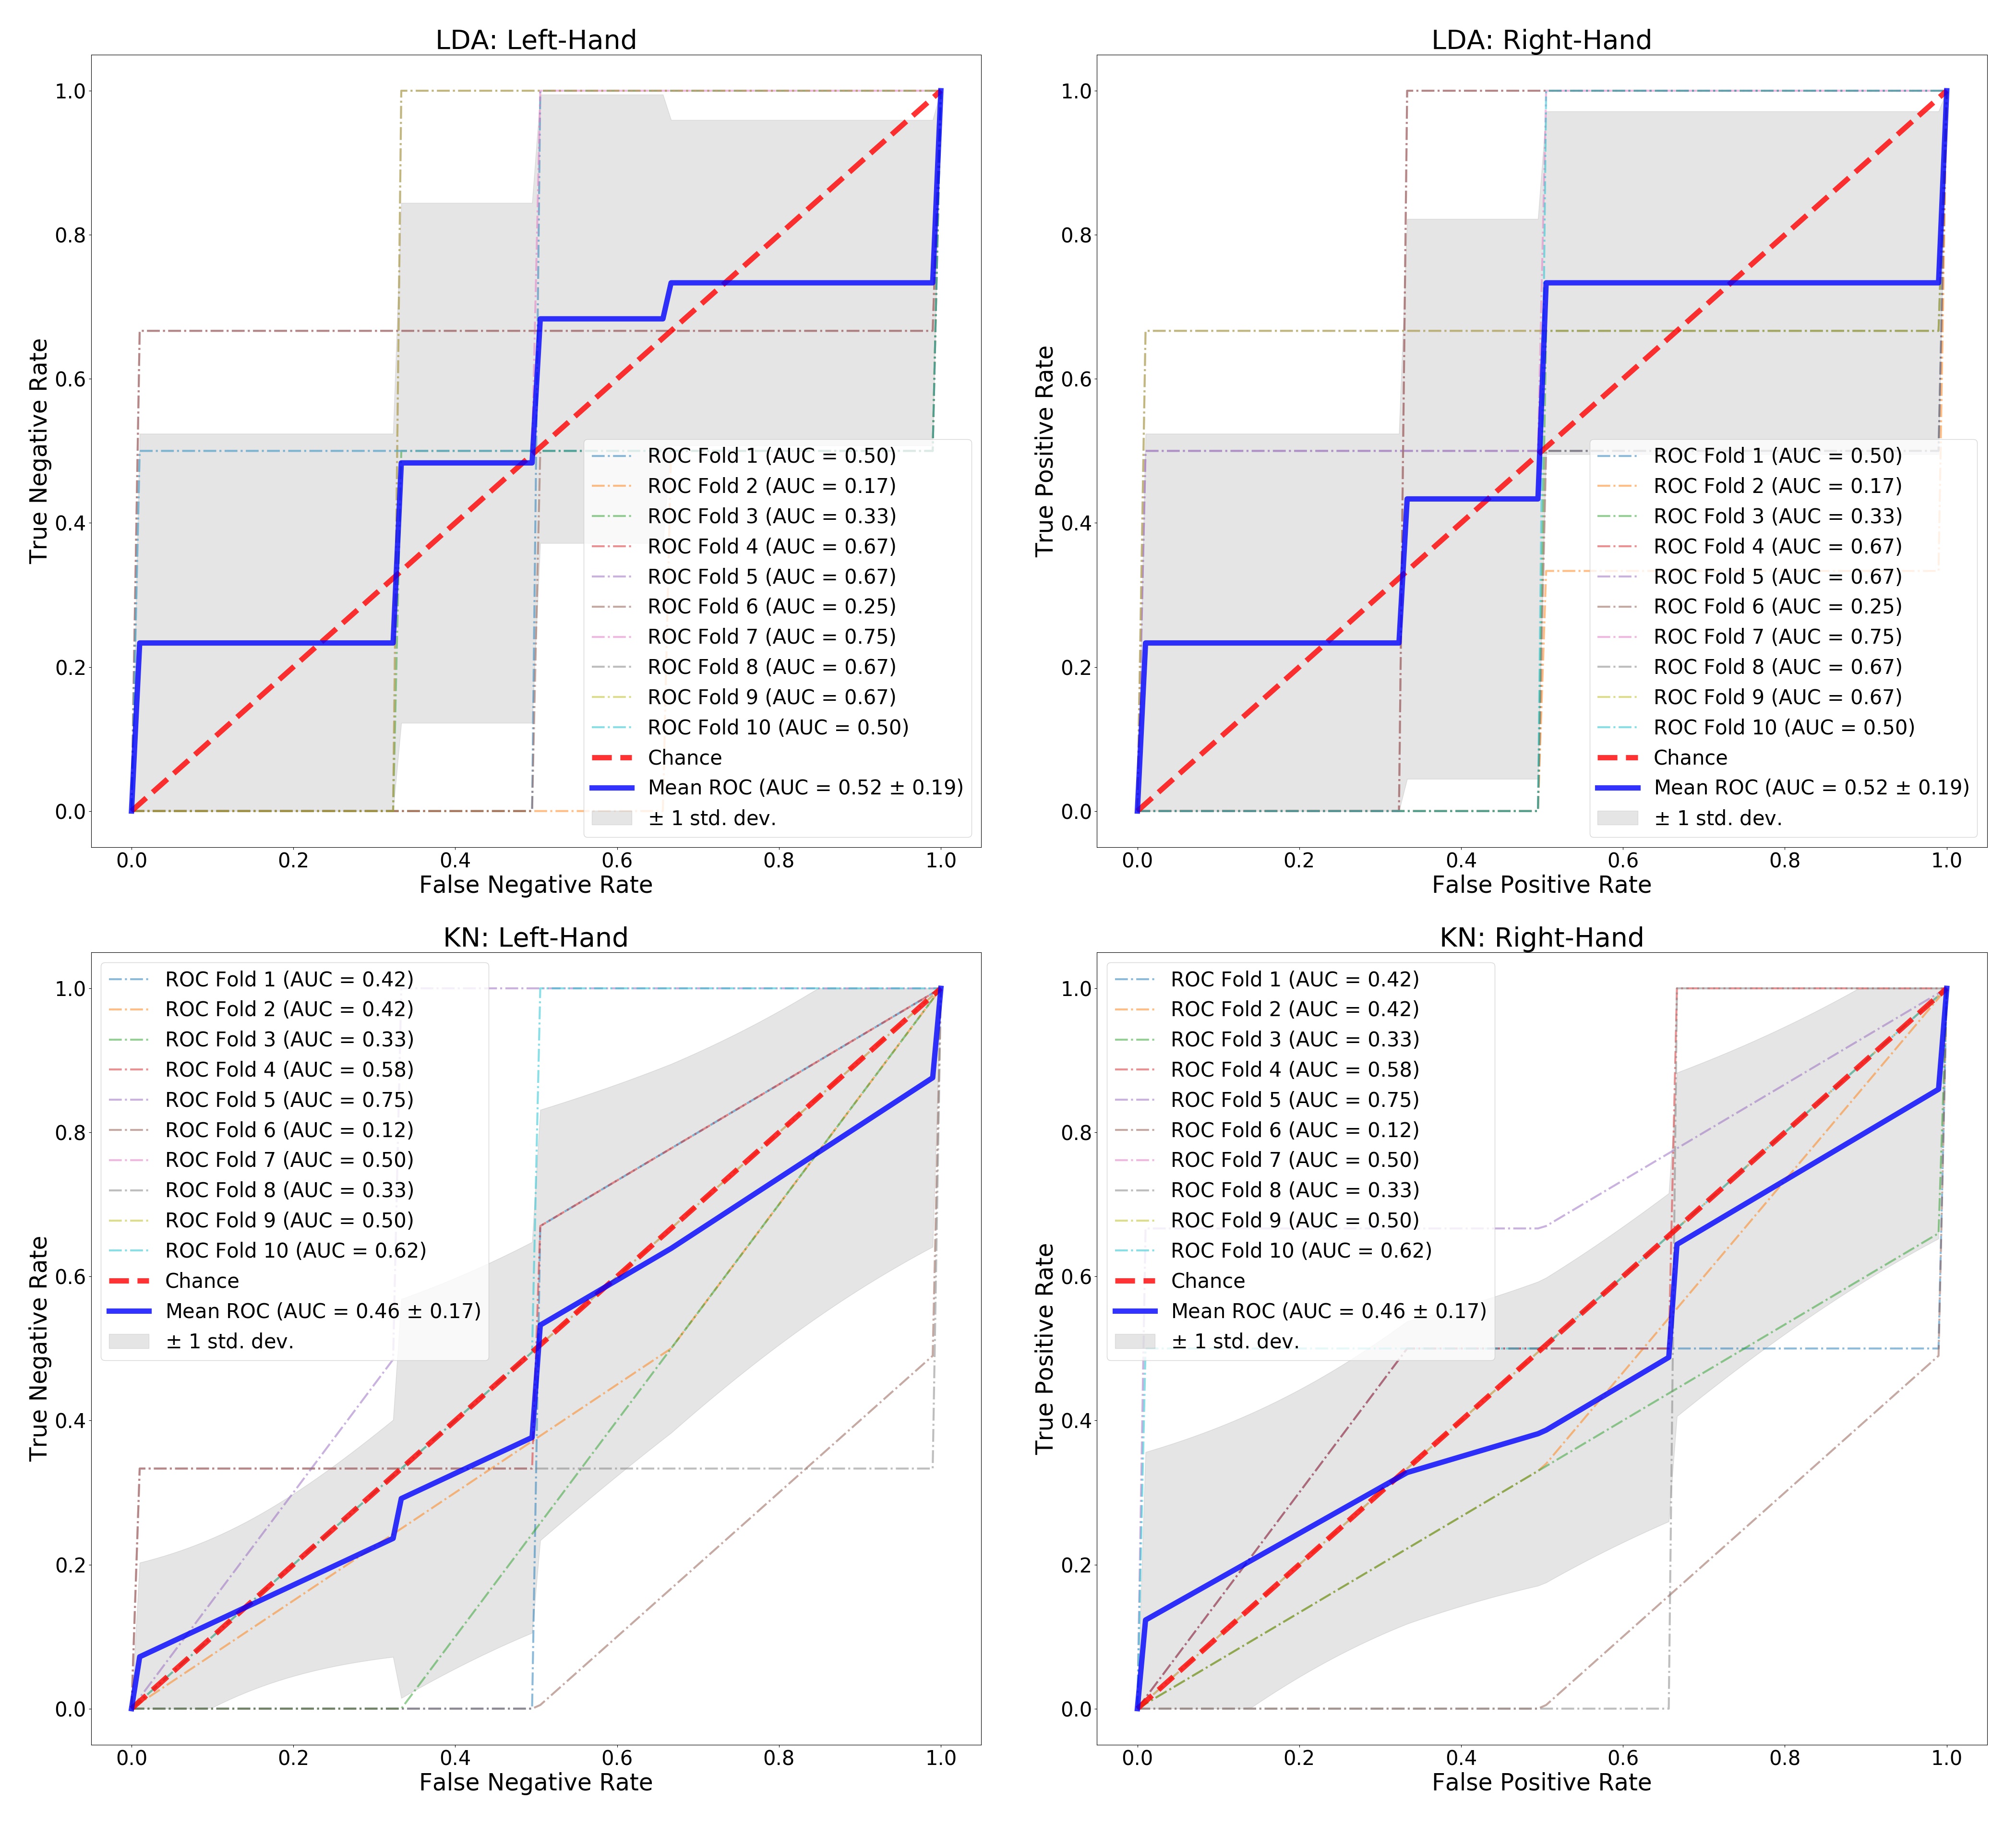 LDA: Left-Hand
True Negative Rate
1.0
0.8
0.6
0.4
0.2
0.0
ROC Fold 1 (AUC = 0.50)
ROC Fold 2 (AUC = 0.17)
ROC Fold 3 (AUC = 0.33)
ROC Fold 4 (AUC = 0.67)
ROC Fold 5 (AUC = 0.67)
ROC Fold 6 (AUC = 0.25)
ROC Fold 7 (AUC = 0.75)
ROC Fold 8 (AUC = 0.67)
ROC Fold 9 (AUC = 0.67)
ROC Fold 10 (AUC = 0.50)
Chance
Mean ROC (AUC = 0.52 ± 0.19)
± 1 std. dev.
0.0 0.2 0.4 0.6 0.8 1.0
False Negative Rate
LDA: Right-Hand
True Positive Rate
1.0
0.8
0.6
0.4
0.2
0.0
ROC Fold 1 (AUC = 0.50)
ROC Fold 2 (AUC = 0.17)
ROC Fold 3 (AUC = 0.33)
ROC Fold 4 (AUC = 0.67)
ROC Fold 5 (AUC = 0.67)
ROC Fold 6 (AUC = 0.25)
ROC Fold 7 (AUC = 0.75)
ROC Fold 8 (AUC = 0.67)
ROC Fold 9 (AUC = 0.67)
ROC Fold 10 (AUC = 0.50)
Chance
Mean ROC (AUC = 0.52 ± 0.19)
± 1 std. dev.
0.0 0.2 0.4 0.6 0.8 1.0
False Positive Rate
KN: Left-Hand
True Negative Rate
1.0
0.8
0.6
0.4
0.2
0.0
ROC Fold 1 (AUC = 0.42)
ROC Fold 2 (AUC = 0.42)
ROC Fold 3 (AUC = 0.33)
ROC Fold 4 (AUC = 0.58)
ROC Fold 5 (AUC = 0.75)
ROC Fold 6 (AUC = 0.12)
ROC Fold 7 (AUC = 0.50)
ROC Fold 8 (AUC = 0.33)
ROC Fold 9 (AUC = 0.50)
ROC Fold 10 (AUC = 0.62)
Chance
Mean ROC (AUC = 0.46 ± 0.17)
± 1 std. dev.
0.0 0.2 0.4 0.6 0.8 1.0
False Negative Rate
KN: Right-Hand
True Positive Rate
1.0
0.8
0.6
0.4
0.2
0.0
ROC Fold 1 (AUC = 0.42)
ROC Fold 2 (AUC = 0.42)
ROC Fold 3 (AUC = 0.33)
ROC Fold 4 (AUC = 0.58)
ROC Fold 5 (AUC = 0.75)
ROC Fold 6 (AUC = 0.12)
ROC Fold 7 (AUC = 0.50)
ROC Fold 8 (AUC = 0.33)
ROC Fold 9 (AUC = 0.50)
ROC Fold 10 (AUC = 0.62)
Chance
Mean ROC (AUC = 0.46 ± 0.17)
± 1 std. dev.
0.0 0.2 0.4 0.6 0.8 1.0
False Positive Rate